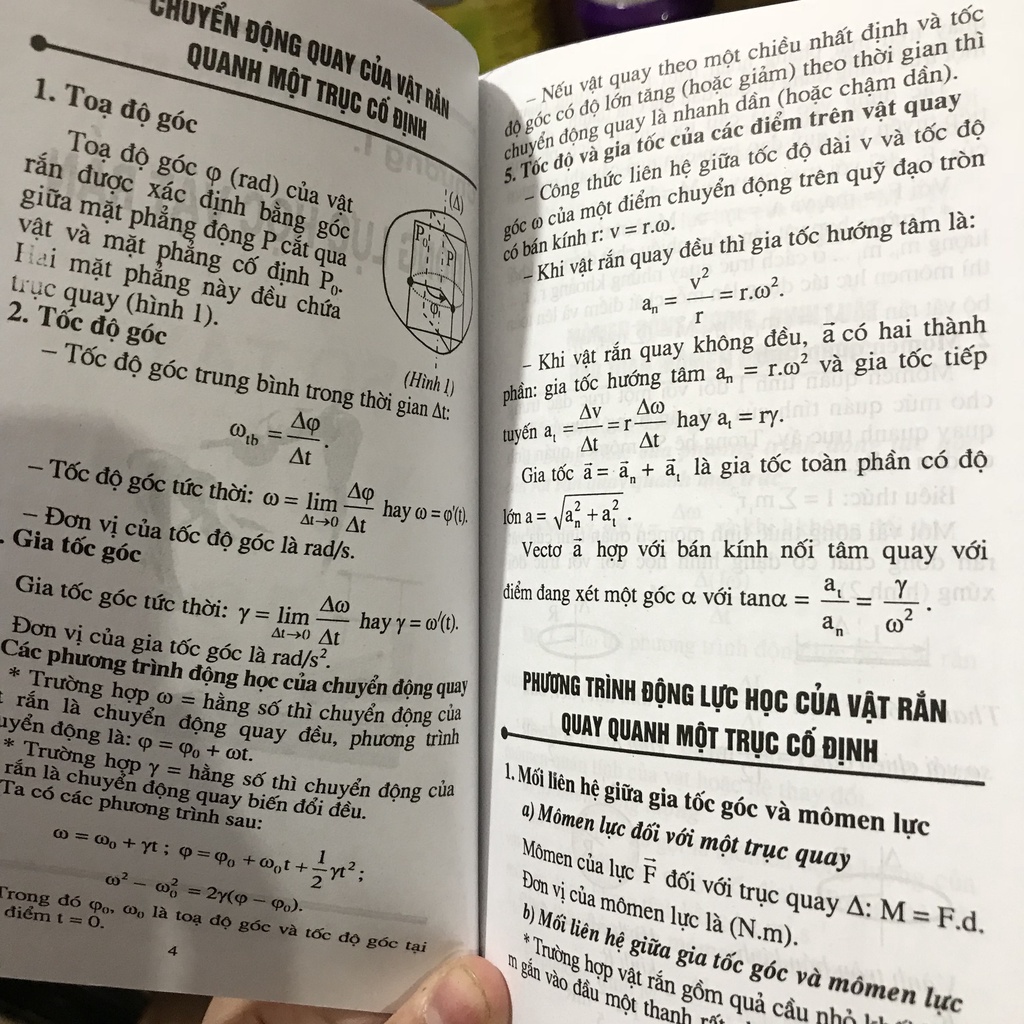 CHUYỂN ĐỘNG QUAY CỦA VẬT RẮN
QUANH MỘT TRỤC CỐ ĐỊNH
1. Toạ độ góc
Toạ độ góc φ (rad) của vật
rắn được xác định bằng góc
giữa mặt phẳng động P cắt qua
vật và mặt phẳng cố định P₀.
Hai mặt phẳng này đều chứa
trục quay (hình 1).
(Δ)
P₀
P
φ
(Hình 1)
2. Tốc độ góc
– Tốc độ góc trung bình trong thời gian Δt:
ω_tb = Δφ/Δt.
– Tốc độ góc tức thời: ω = lim_{Δt→0} Δφ/Δt hay ω = φ'(t).
– Đơn vị của tốc độ góc là rad/s.
. Gia tốc góc
Gia tốc góc tức thời: γ = lim_{Δt→0} Δω/Δt hay γ = ω'(t).
Đơn vị của gia tốc góc là rad/s².
Các phương trình động học của chuyển động quay
* Trường hợp ω = hằng số thì chuyển động của
rắn là chuyển động quay đều, phương trình
động là: φ = φ₀ + ωt.
* Trường hợp γ = hằng số thì chuyển động của
rắn là chuyển động quay biến đổi đều.
Ta có các phương trình sau:
ω = ω₀ + γt ; φ = φ₀ + ω₀t + 1/2 γt² ;
ω² – ω₀² = 2γ(φ – φ₀).
Trong đó φ₀, ω₀ là toạ độ góc và tốc độ góc tại
điểm t = 0.
4
– Nếu vật quay theo một chiều nhất định và tốc
độ góc có độ lớn tăng (hoặc giảm) theo thời gian thì
chuyển động quay là nhanh dần (hoặc chậm dần).
5. Tốc độ và gia tốc của các điểm trên vật quay
– Công thức liên hệ giữa tốc độ dài v và tốc độ
góc ω của một điểm chuyển động trên quỹ đạo tròn
có bán kính r: v = r.ω.
– Khi vật rắn quay đều thì gia tốc hướng tâm là:
aₙ = v²/r = r.ω².
– Khi vật rắn quay không đều, a⃗ có hai thành
phần: gia tốc hướng tâm aₙ = r.ω² và gia tốc tiếp
tuyến aₜ = Δv/Δt = r Δω/Δt hay aₜ = rγ.
Gia tốc a⃗ = a⃗ₙ + a⃗ₜ là gia tốc toàn phần có độ
lớn a = √(aₙ² + aₜ²).
Vectơ a⃗ hợp với bán kính nối tâm quay với
điểm đang xét một góc α với tanα = aₜ/aₙ = γ/ω².
PHƯƠNG TRÌNH ĐỘNG LỰC HỌC CỦA VẬT RẮN
QUAY QUANH MỘT TRỤC CỐ ĐỊNH
1. Mối liên hệ giữa gia tốc góc và mômen lực
a) Mômen lực đối với một trục quay
Mômen của lực F⃗ đối với trục quay Δ: M = F.d.
Đơn vị của mômen lực là (N.m).
b) Mối liên hệ giữa gia tốc góc và mômen lực
* Trường hợp vật rắn gồm quả cầu nhỏ
m gắn vào đầu một thanh